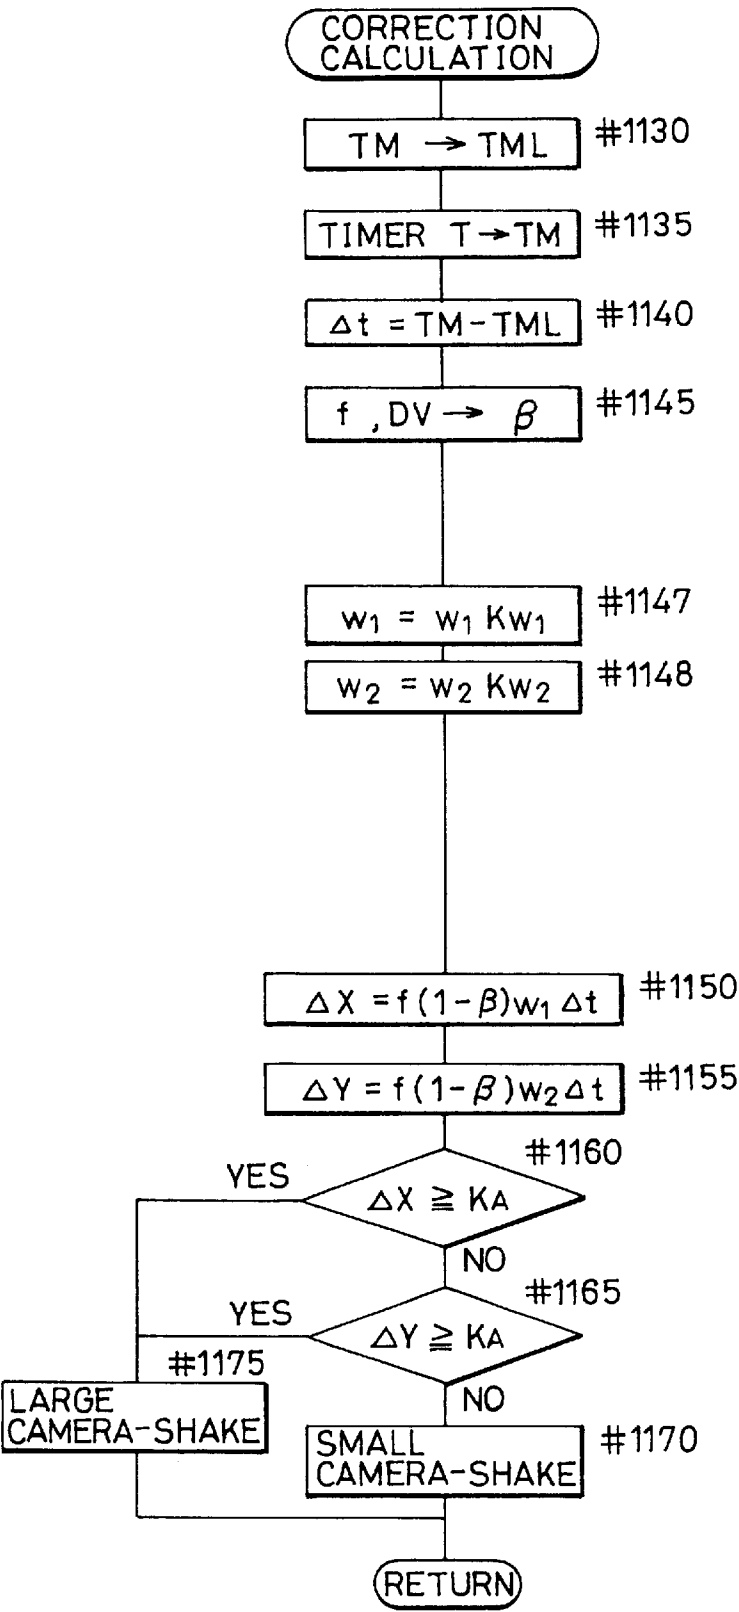 CORRECTION
CALCULATION
TM → TML #1130
TIMER T→TM #1135
Δt = TM-TML #1140
f ,DV → β #1145
w₁ = w₁ Kw₁ #1147
w₂ = w₂ Kw₂ #1148
ΔX = f(1-β)w₁ Δt #1150
ΔY = f(1-β)w₂ Δt #1155
#1160
YES
ΔX ≧ KA
NO
#1165
YES
ΔY ≧ KA
#1175
NO
LARGE
CAMERA-SHAKE
SMALL
CAMERA-SHAKE
#1170
RETURN